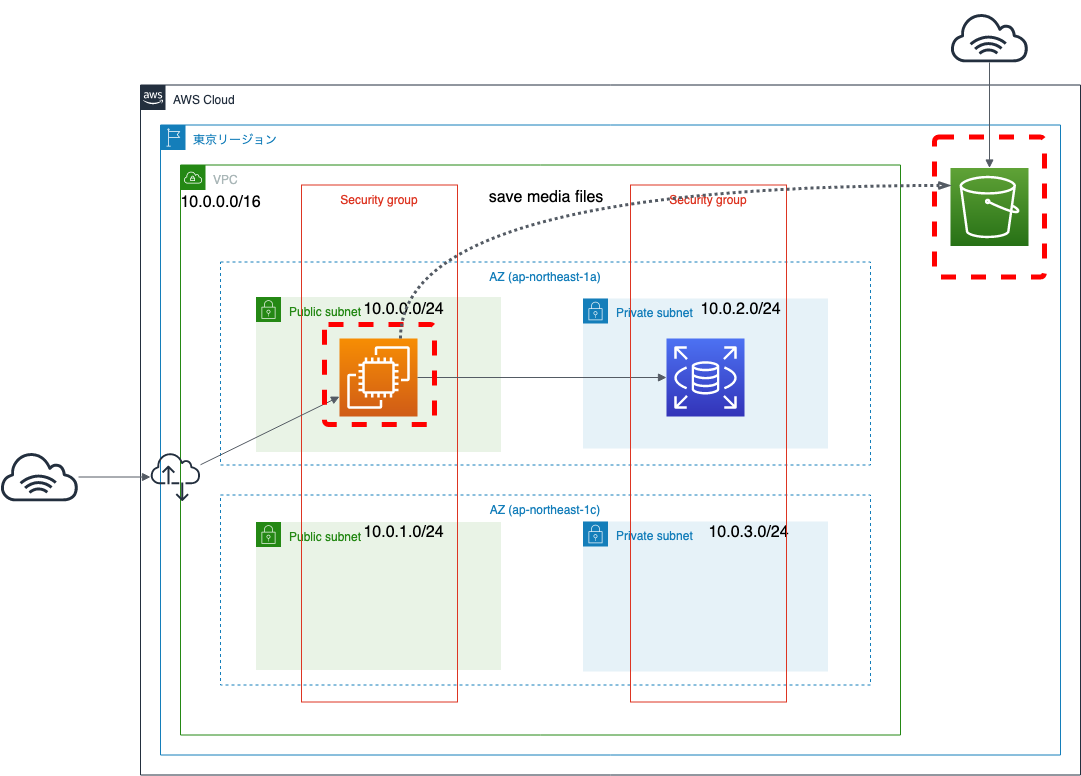 aws
AWS Cloud
東京リージョン
VPC
10.0.0.0/16
Security group
save media files
Security group
AZ (ap-northeast-1a)
Public subnet 10.0.0.0/24
Private subnet 10.0.2.0/24
AZ (ap-northeast-1c)
Public subnet 10.0.1.0/24
Private subnet 10.0.3.0/24